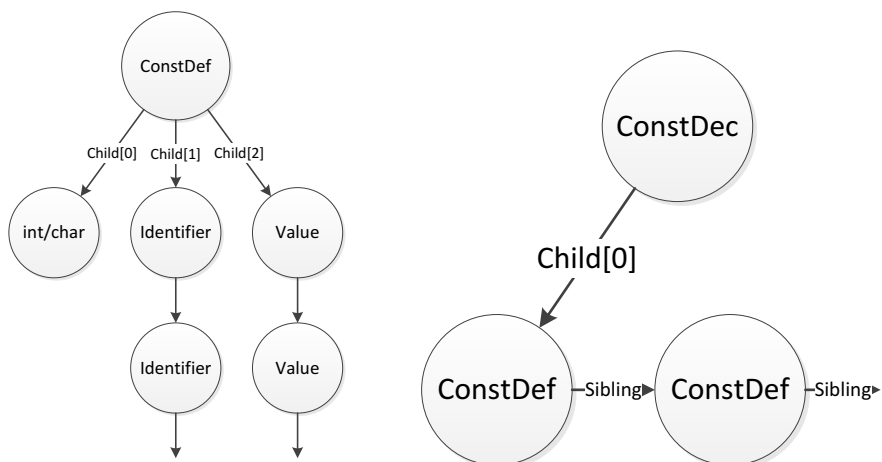 ConstDef
Child[0]
Child[1]
Child[2]
int/char
Identifier
Value
Identifier
Value
ConstDec
Child[0]
ConstDef
Sibling
ConstDef
Sibling